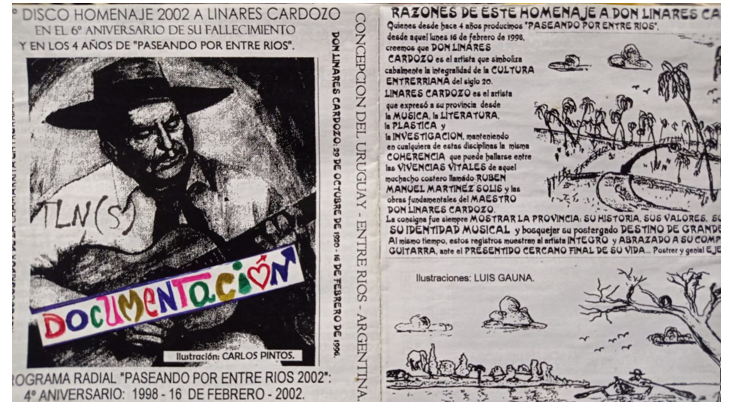 ° DISCO HOMENAJE 2002 A LINARES CARDOZO
EN EL 6º ANIVERSARIO DE SU FALLECIMIENTO
Y EN LOS 4 AÑOS DE "PASEANDO POR ENTRE RIOS".
TLN(S)
DOCUMENTACIÓN
Ilustración: CARLOS PINTOS.
ROGRAMA RADIAL "PASEANDO POR ENTRE RIOS 2002":
4º ANIVERSARIO: 1998 - 16 DE FEBRERO - 2002.
DON LINARES CARDOZO. 29 DE OCTUBRE DE 1920 - 16 DE FEBRERO DE 1996.
CONCEPCION DEL URUGUAY - ENTRE RIOS - ARGENTINA
RAZONES DE ESTE HOMENAJE A DON LINARES CA
Quienes desde hace 4 años producimos "PASEANDO POR ENTRE RIOS",
desde aquel lunes 16 de febrero de 1998,
creemos que DON LINARES
CARDOZO es el artista que simboliza
cabalmente la integralidad de la CULTURA
ENTRERRIANA del siglo 20.
LINARES CARDOZO es el artista
que expresó a su provincia desde
la MUSICA, la LITERATURA,
la PLASTICA y
la INVESTIGACION, manteniendo
en cualquiera de estas disciplinas la misma
COHERENCIA que puede hallarse entre
las VIVENCIAS VITALES de aquel
muchacho costero llamado RUBEN
MANUEL MARTINEZ SOLIS y las
obras fundamentales del MAESTRO
DON LINARES CARDOZO.
La consigna fue siempre MOSTRAR LA PROVINCIA: SU HISTORIA, SUS VALORES, SU
SU IDENTIDAD MUSICAL y bosquejar su postergado DESTINO DE GRANDE
Al mismo tiempo, estos registros muestran al artista INTEGRO y ABRAZADO A SU COMP
GUITARRA, ante el PRESENTIDO CERCANO FINAL DE SU VIDA... Postrer y genial EJE
Ilustraciones: LUIS GAUNA.